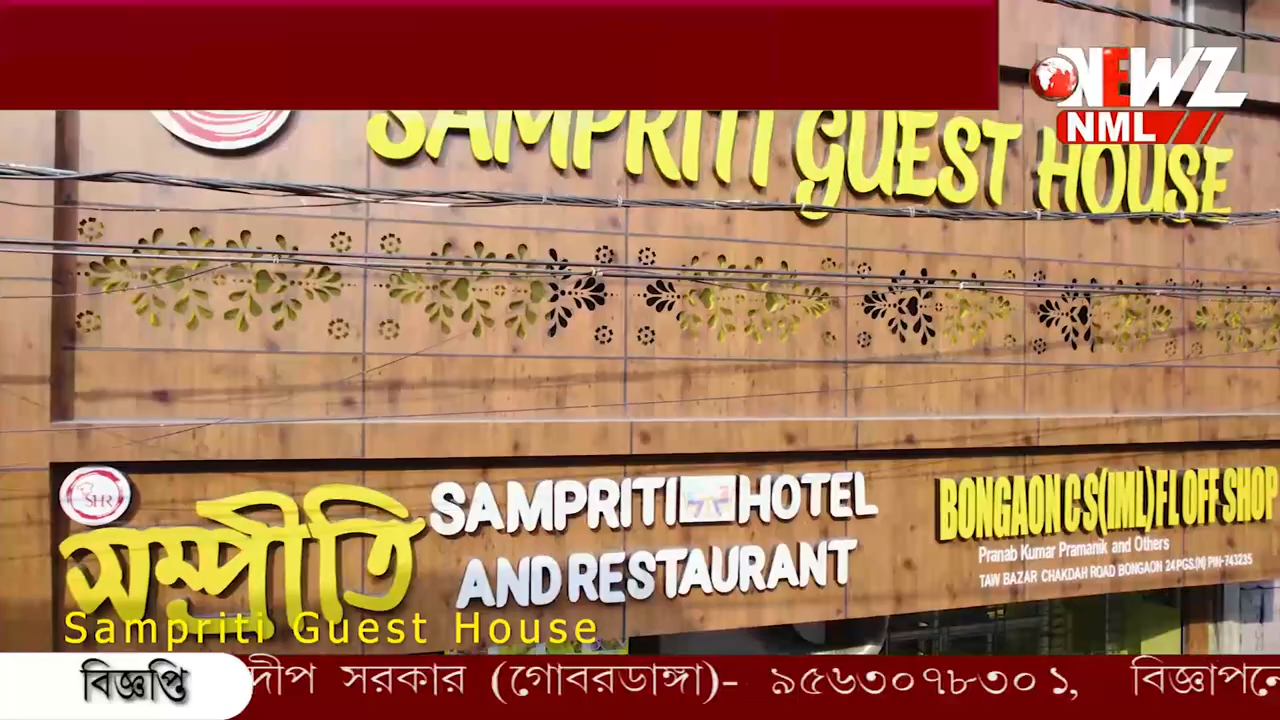 NEWZ
NML
SAMPRITI GUEST HOUSE
SHR
সম্প্রীতি
SAMPRITI HOTEL
AND RESTAURANT
BONGAON C S (IML) FL OFF SHOP
Pranab Kumar Pramanik and Others
TAW BAZAR CHAKDAH ROAD BONGAON 24PGS.(N) PIN-743235
Sampriti Guest House
বিজ্ঞপ্তি
দীপ সরকার (গোবরডাঙ্গা)- ৯৫৬৩০৭৮৩০১, বিজ্ঞাপনে